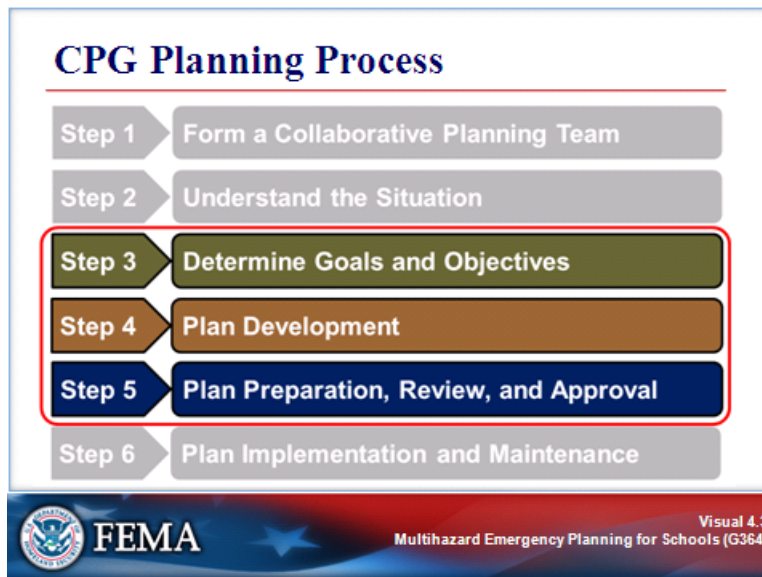 CPG Planning Process
Step 1 Form a Collaborative Planning Team
Step 2 Understand the Situation
Step 3 Determine Goals and Objectives
Step 4 Plan Development
Step 5 Plan Preparation, Review, and Approval
Step 6 Plan Implementation and Maintenance
FEMA
Visual 4.3
Multihazard Emergency Planning for Schools (G364